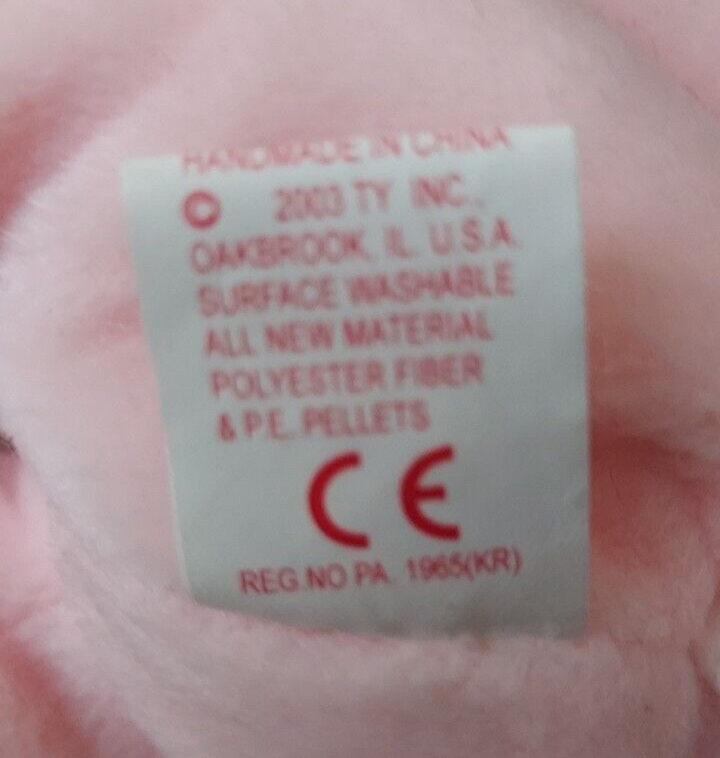 HANDMADE IN CHINA
© 2003 TY INC.,
OAKBROOK, IL. U.S.A.
SURFACE WASHABLE
ALL NEW MATERIAL
POLYESTER FIBER
& P.E. PELLETS
CE
REG.NO PA. 1965(KR)